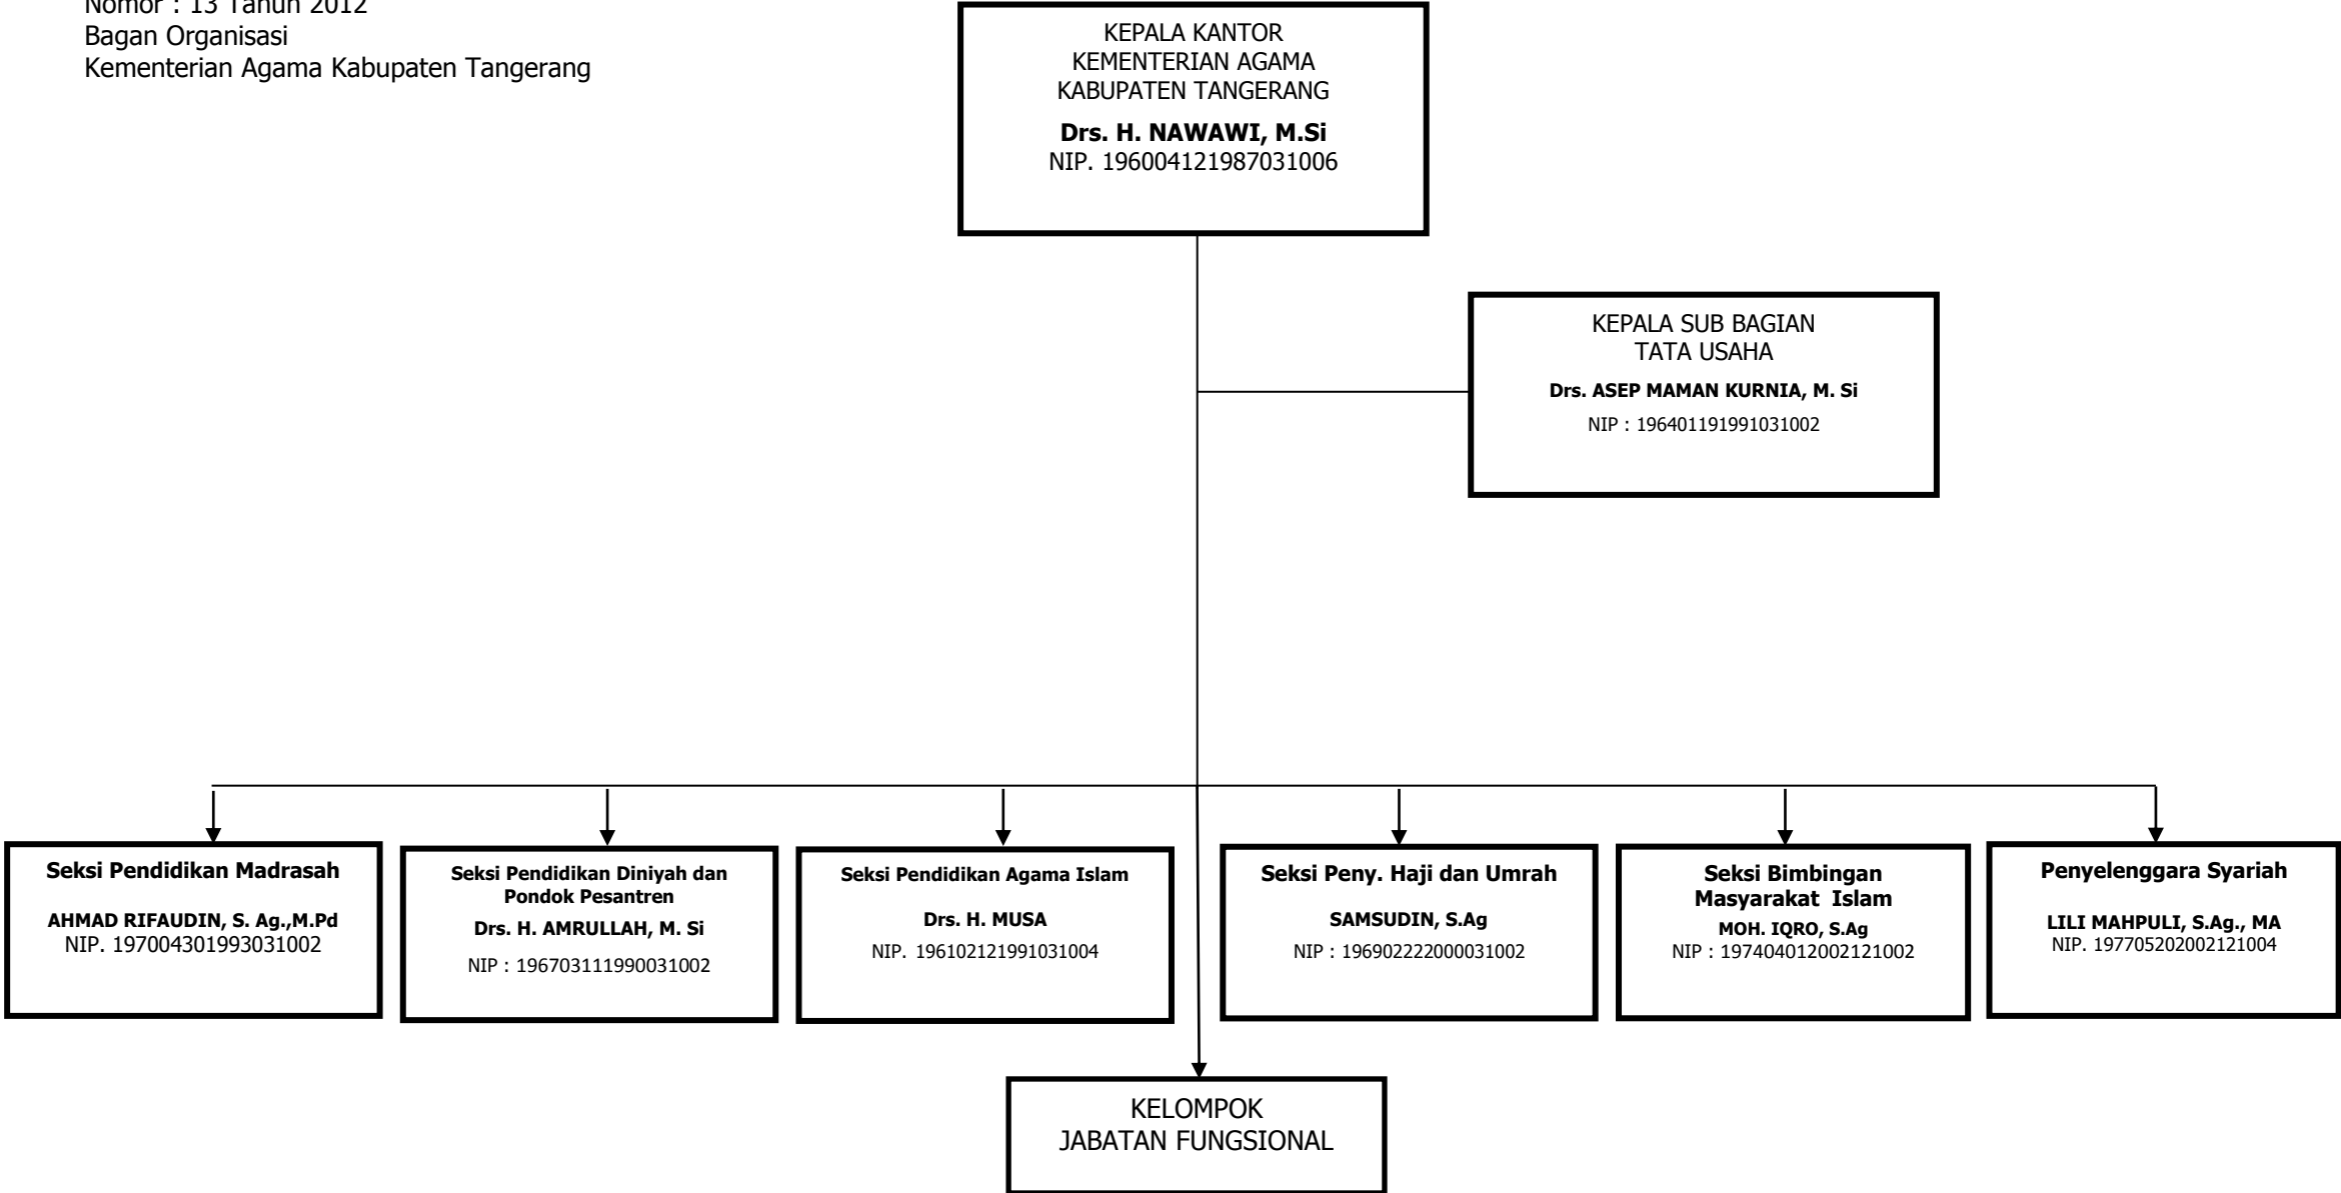 Nomor : 13 Tahun 2012
Bagan Organisasi
Kementerian Agama Kabupaten Tangerang
KEPALA KANTOR
KEMENTERIAN AGAMA
KABUPATEN TANGERANG
Drs. H. NAWAWI, M.Si
NIP. 196004121987031006
KEPALA SUB BAGIAN
TATA USAHA
Drs. ASEP MAMAN KURNIA, M. Si
NIP : 196401191991031002
Seksi Pendidikan Madrasah
AHMAD RIFAUDIN, S. Ag.,M.Pd
NIP. 197004301993031002
Seksi Pendidikan Diniyah dan
Pondok Pesantren
Drs. H. AMRULLAH, M. Si
NIP : 196703111990031002
Seksi Pendidikan Agama Islam
Drs. H. MUSA
NIP. 196102121991031004
Seksi Peny. Haji dan Umrah
SAMSUDIN, S.Ag
NIP : 196902222000031002
Seksi Bimbingan
Masyarakat  Islam
MOH. IQRO, S.Ag
NIP : 197404012002121002
Penyelenggara Syariah
LILI MAHPULI, S.Ag., MA
NIP. 197705202002121004
KELOMPOK
JABATAN FUNGSIONAL